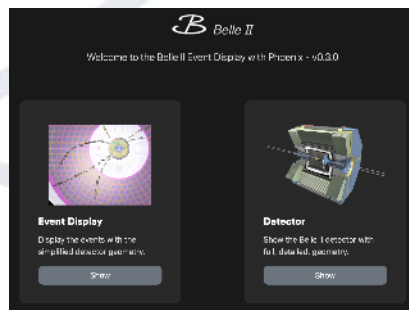 B Belle II
Welcome to the Belle II Event Display with Phoenix - v0.3.0
Event Display
Display the events with the
simplified detector geometry.
Show
Detector
Show the Belle II detector with
full, detailed, geometry.
Show